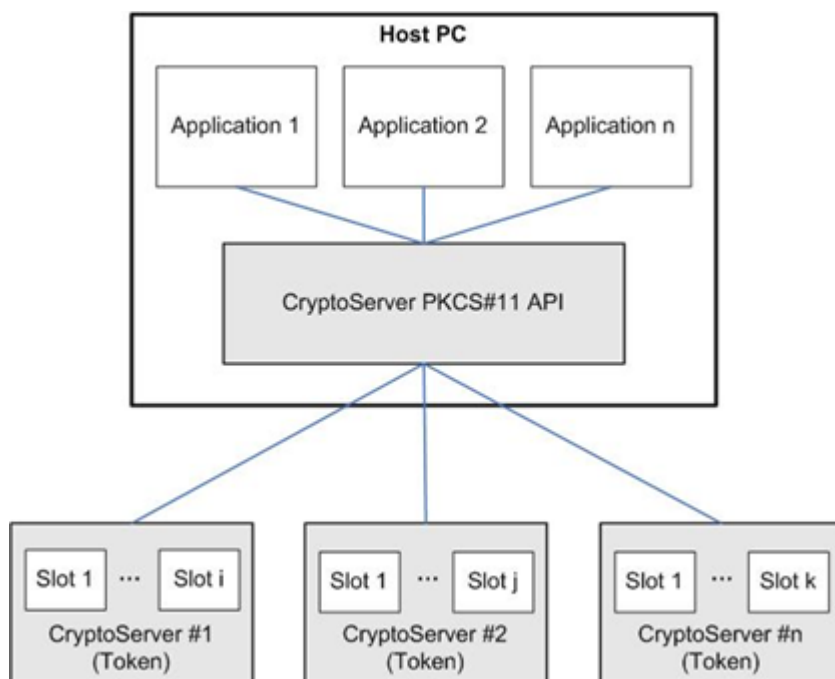 Host PC
Application 1
Application 2
Application n
CryptoServer PKCS#11 API
Slot 1 ... Slot i
CryptoServer #1
(Token)
Slot 1 ... Slot j
CryptoServer #2
(Token)
Slot 1 ... Slot k
CryptoServer #n
(Token)